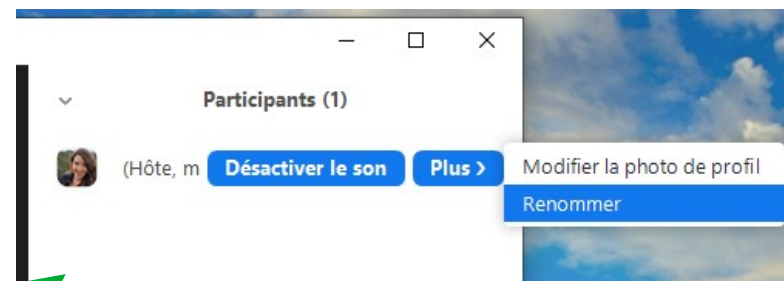 Participants (1)
(Hôte, m Désactiver le son Plus > Modifier la photo de profil
Renommer